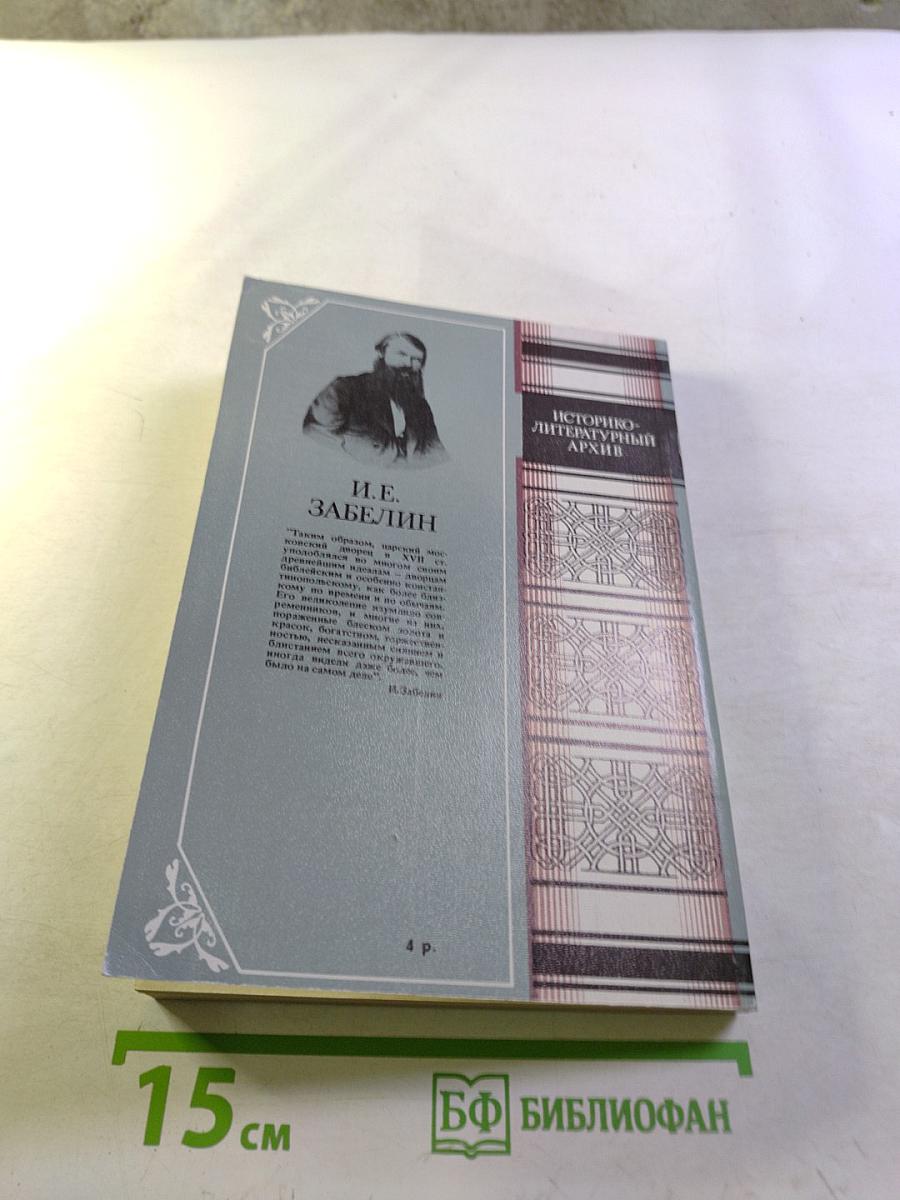 И.Е.
ЗАБЕЛИН
"Таким образом, царский мос-
ковский дворец в XVII ст.
уподоблялся во многом своим
древнейшим идеалам – дворцам
библейским и особенно констан-
тинопольскому, как более близ-
кому по времени и по обычаям.
Его великолепие изумляло сов-
ременников, и многие из них,
пораженные блеском золота и
красок, богатством, торжествен-
ностью, несказанным сиянием и
блистанием всего окружавшего,
иногда видели даже более, чем
было на самом деле".
И.Забелин
4 р.
ИСТОРИКО-
ЛИТЕРАТУРНЫЙ
АРХИВ
15 см
БФ БИБЛИОФАН